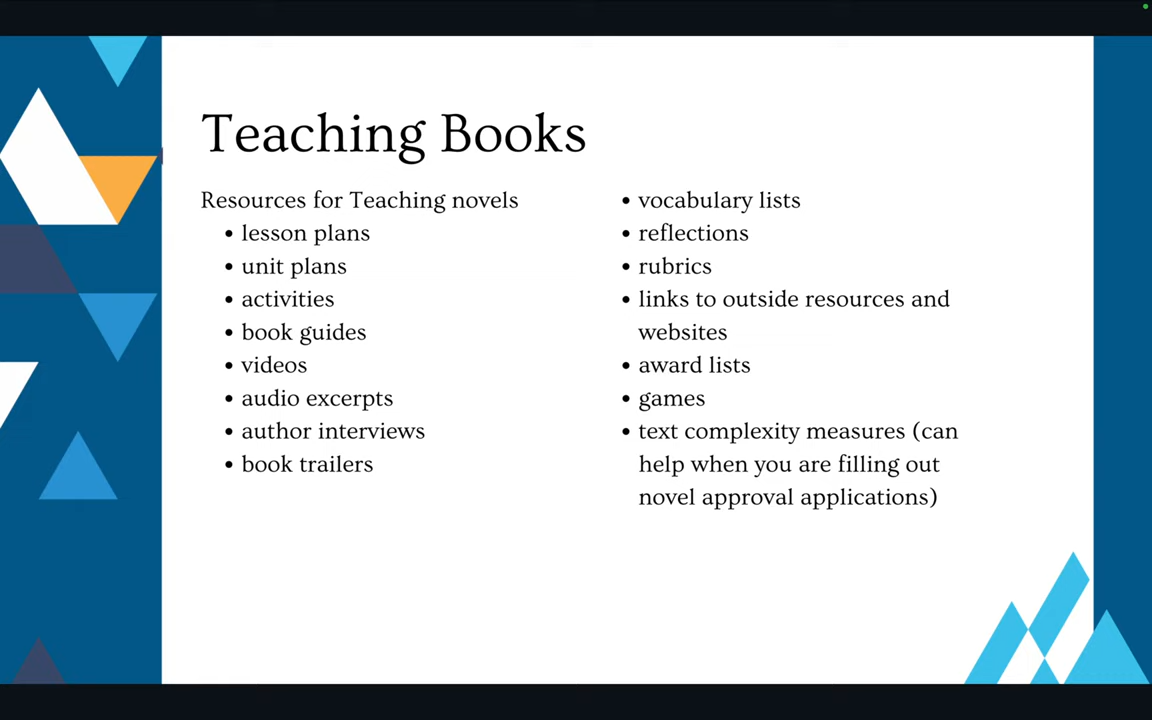 Teaching Books
Resources for Teaching novels
• lesson plans
• unit plans
• activities
• book guides
• videos
• audio excerpts
• author interviews
• book trailers
• vocabulary lists
• reflections
• rubrics
• links to outside resources and
websites
• award lists
• games
• text complexity measures (can
help when you are filling out
novel approval applications)